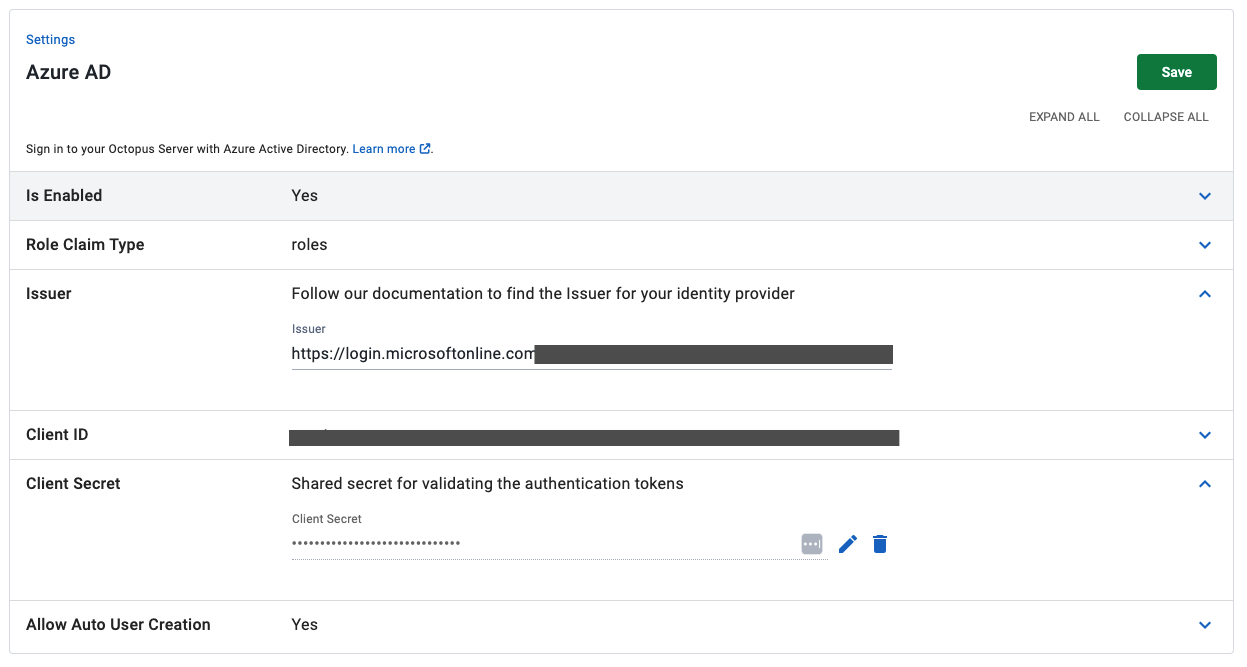 Settings
Azure AD
Save
EXPAND ALL COLLAPSE ALL
Sign in to your Octopus Server with Azure Active Directory. Learn more.
Is Enabled Yes
Role Claim Type roles
Issuer Follow our documentation to find the Issuer for your identity provider
Issuer
https://login.microsoftonline.com
Client ID
Client Secret Shared secret for validating the authentication tokens
Client Secret
••••••••••••••••••••••••••••••
Allow Auto User Creation Yes